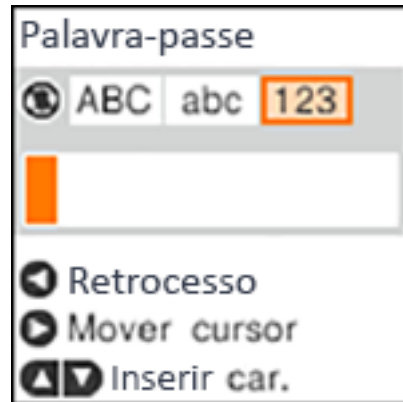 Palavra-passe
ABC abc 123
Retrocesso
Mover cursor
Inserir car.